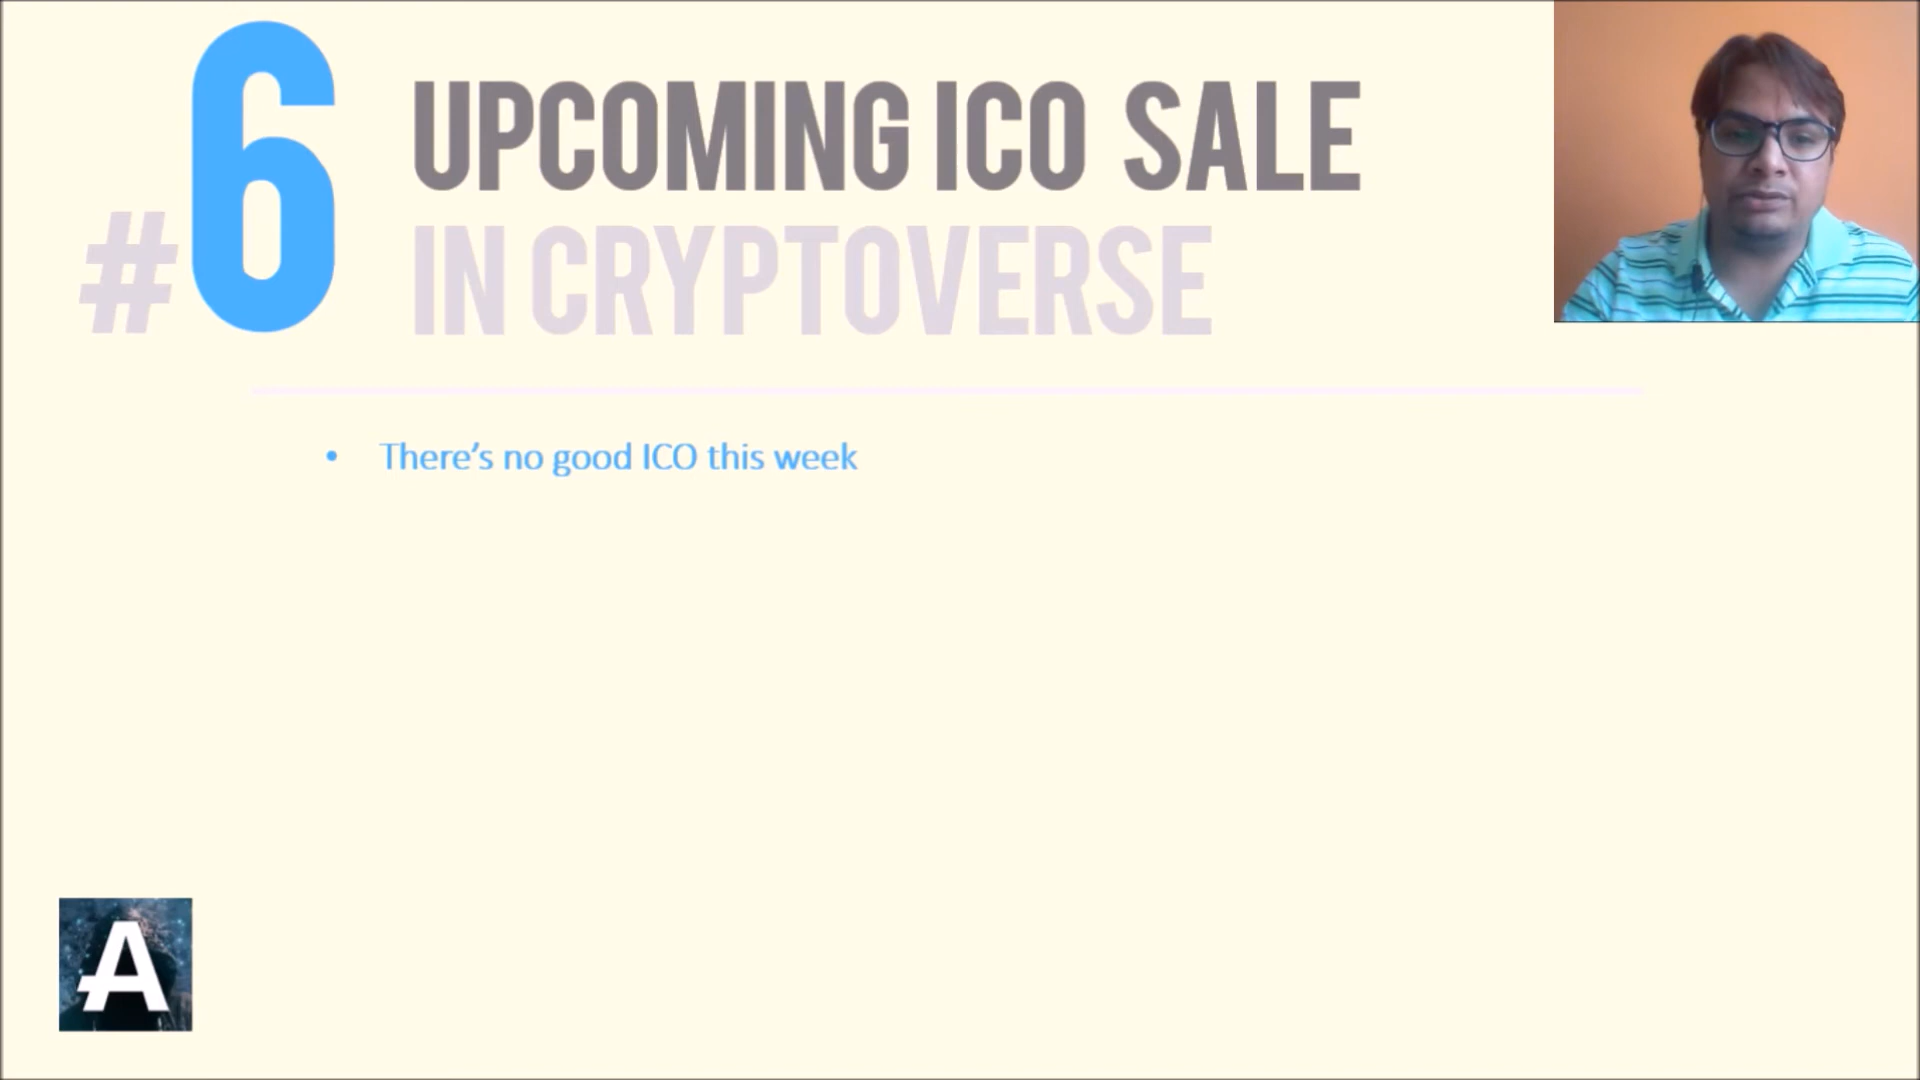 #6
UPCOMING ICO SALE
IN CRYPTOVERSE
• There's no good ICO this week
A